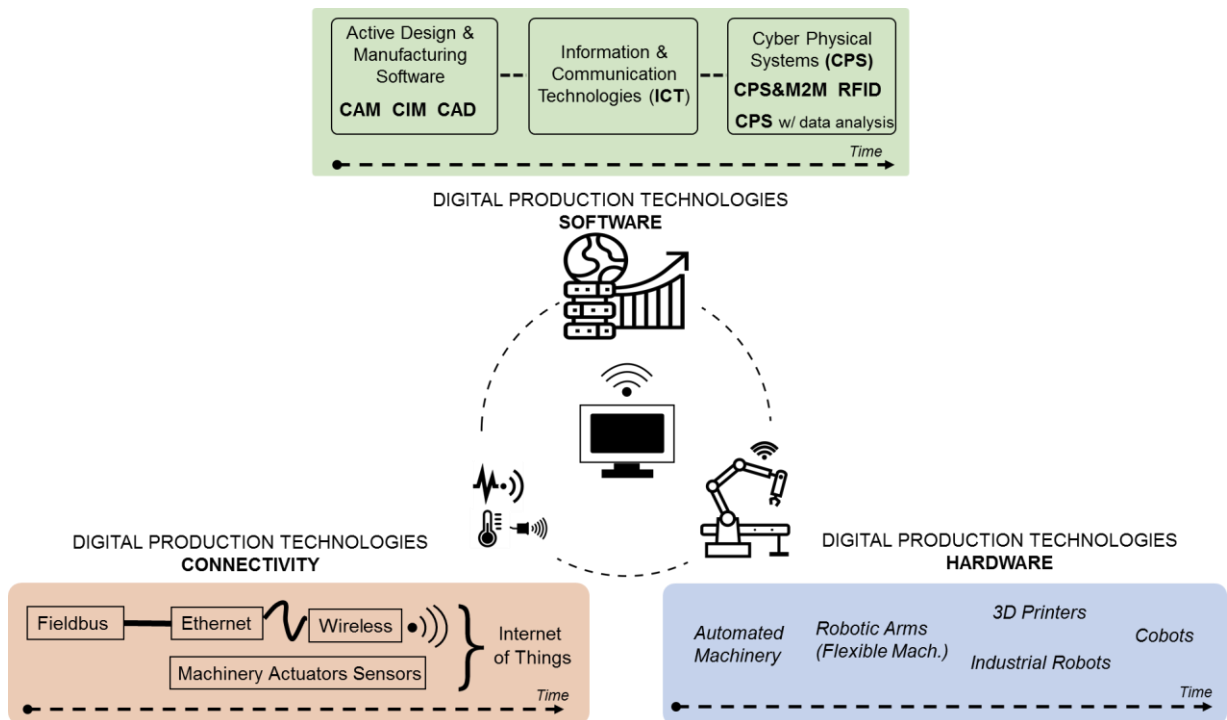 Active Design &
Manufacturing
Software
CAM CIM CAD
Information &
Communication
Technologies (ICT)
Cyber Physical
Systems (CPS)
CPS&M2M RFID
CPS w/ data analysis
Time
DIGITAL PRODUCTION TECHNOLOGIES
SOFTWARE
DIGITAL PRODUCTION TECHNOLOGIES
CONNECTIVITY
Fieldbus
Ethernet
Wireless
Machinery Actuators Sensors
Internet
of Things
Time
DIGITAL PRODUCTION TECHNOLOGIES
HARDWARE
Automated
Machinery
Robotic Arms
(Flexible Mach.)
3D Printers
Industrial Robots
Cobots
Time